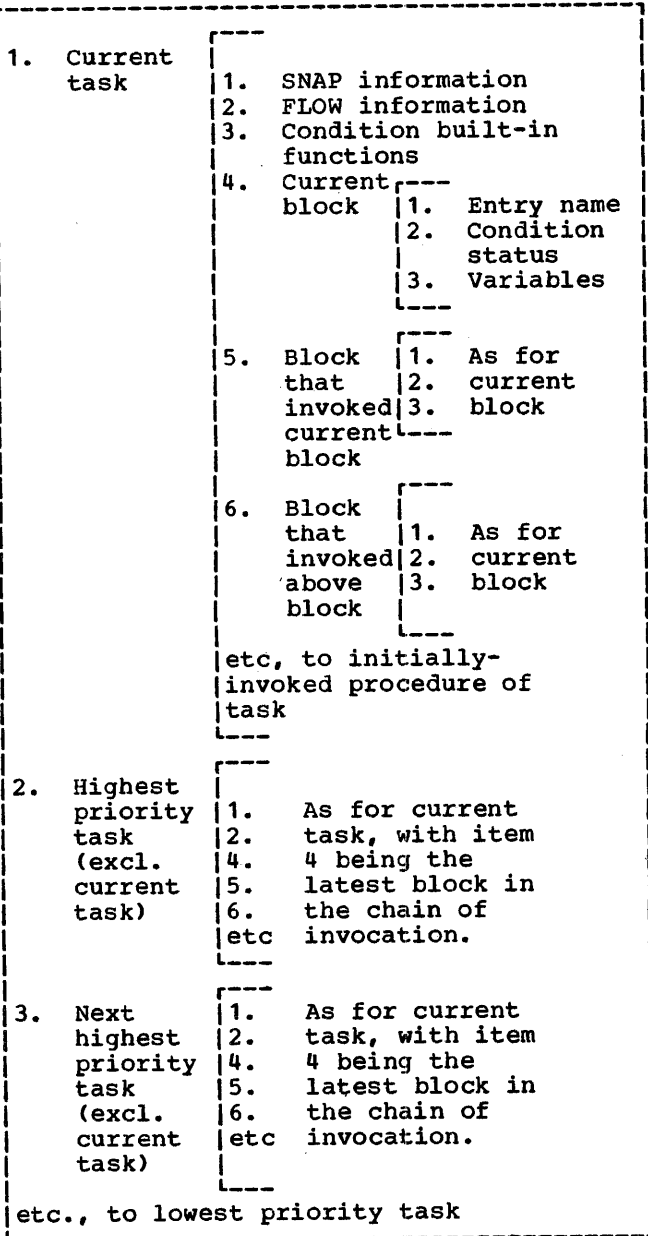 1. Current
task
1. SNAP information
2. FLOW information
3. Condition built-in
functions
4. Current
block
1. Entry name
2. Condition
status
3. Variables
5. Block
that
invoked
current
block
1. As for
2. current
3. block
6. Block
that
invoked
above
block
1. As for
2. current
3. block
etc, to initially-
invoked procedure of
task
2. Highest
priority
task
(excl.
current
task)
1. As for current
2. task, with item
4. 4 being the
5. latest block in
6. the chain of
etc invocation.
3. Next
highest
priority
task
(excl.
current
task)
1. As for current
2. task, with item
4. 4 being the
5. latest block in
6. the chain of
etc invocation.
etc., to lowest priority task